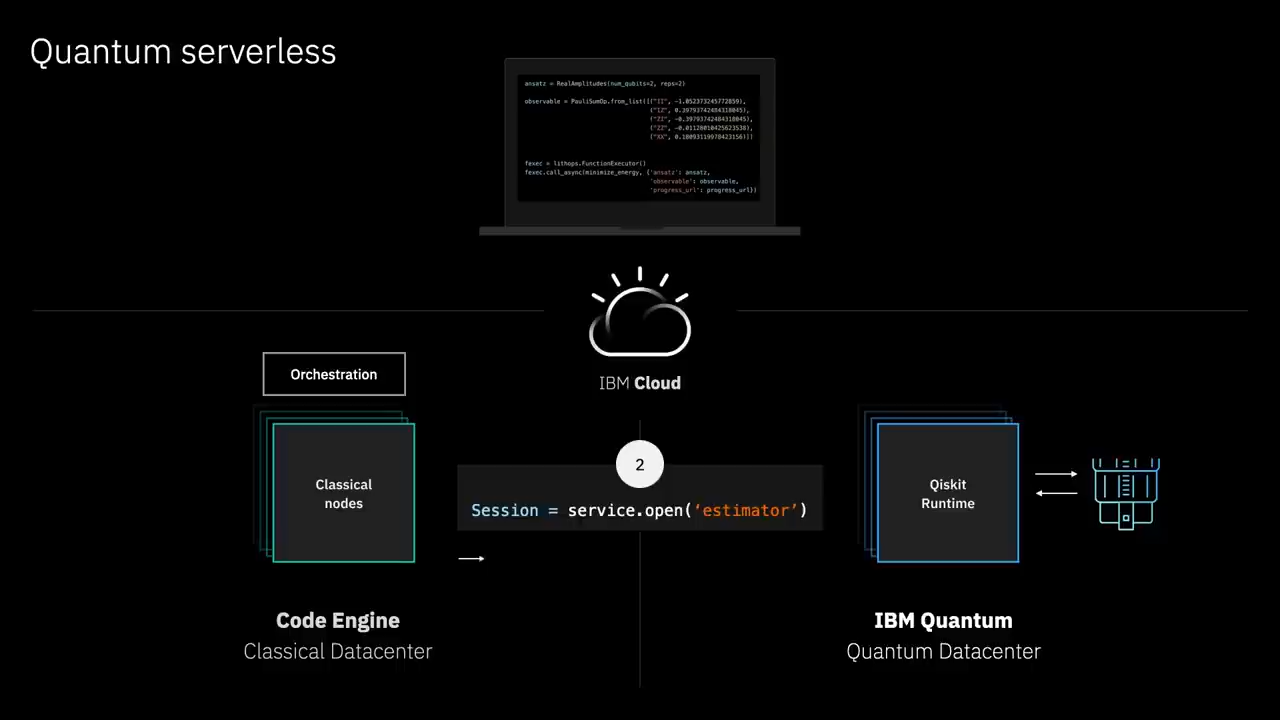 Quantum serverless
ansatz = RealAmplitudes(num_qubits=2, reps=2)
observable = PauliSumOp.from_list([("II", -1.052373245772859),
("IZ", 0.39793742484318045),
("ZI", -0.39793742484318045),
("ZZ", -0.01128010425623538),
("XX", 0.18093119978423156)])
fexec = lithops.FunctionExecutor()
fexec.call_async(minimize_energy, {'ansatz': ansatz,
'observable': observable,
'progress_url': progress_url})
IBM Cloud
Orchestration
Classical
nodes
2
Session = service.open(‘estimator’)
Qiskit
Runtime
Code Engine
Classical Datacenter
IBM Quantum
Quantum Datacenter